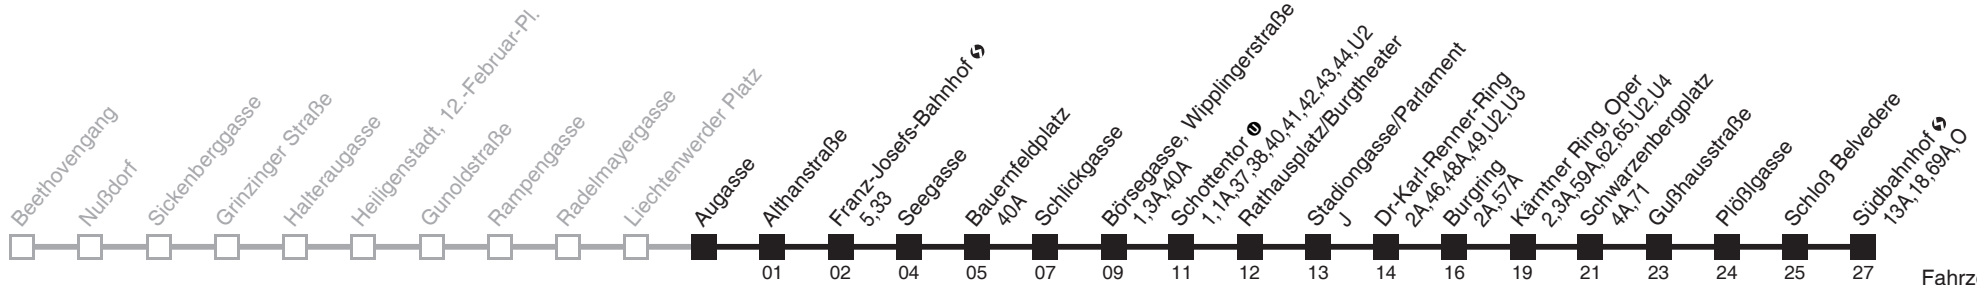 Beethovengang
Nußdorf
Sickenberggasse
Grinzinger Straße
Halteraugasse
Heiligenstadt, 12.-Februar-Pl.
Gunoldstraße
Rampengasse
Radelmayergasse
Liechtenwerder Platz
Augasse
Althanstraße
Franz-Josefs-Bahnhof
5,33
Seegasse
Bauernfeldplatz
40A
Schlickgasse
Börsegasse, Wipplingerstraße
1,3A,40A
Schottentor U
1,1A,37,38,40,41,42,43,44,U2
Rathausplatz/Burgtheater
Stadiongasse/Parlament
J
Dr-Karl-Renner-Ring
2A,46,48A,49,U2,U3
Burgring
2A,57A
Kärntner Ring, Oper
2,3A,59A,62,65,U2,U4
Schwarzenbergplatz
4A,71
Gußhausstraße
Plößlgasse
Schloß Belvedere
Südbahnhof
13A,18,69A,O
01 02 04 05 07 09 11 12 13 14 16 19 21 23 24 25 27
Fahrz